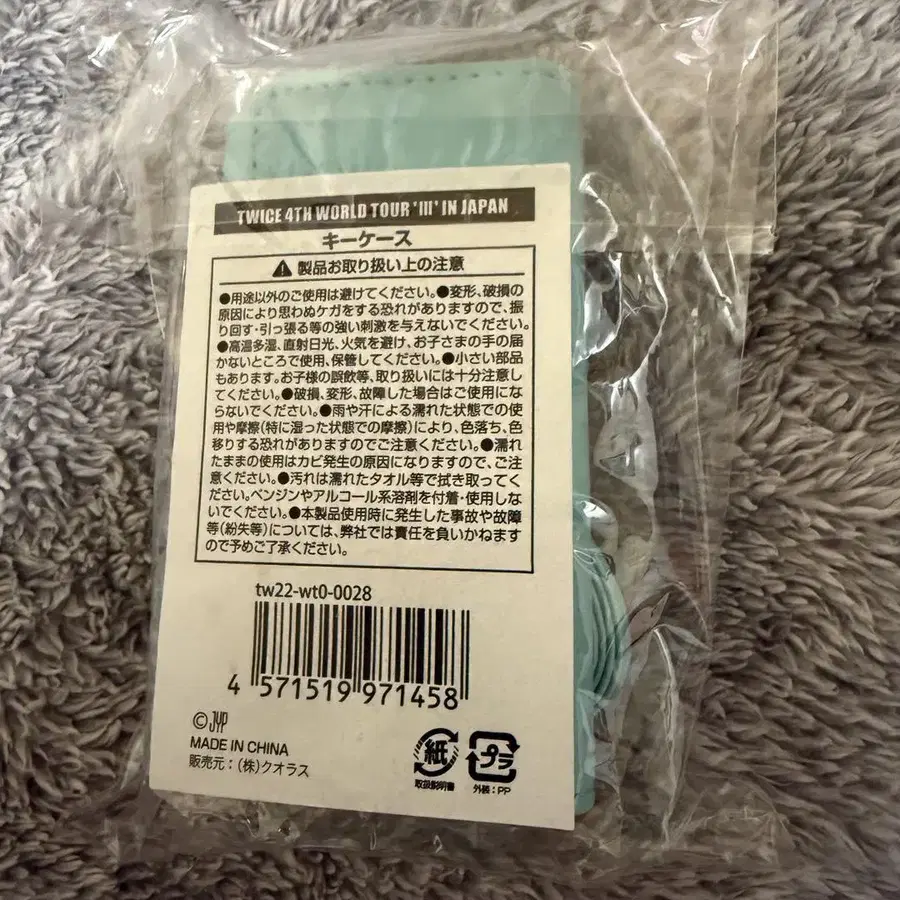 TWICE 4TH WORLD TOUR 'III' IN JAPAN
キーケース
製品お取り扱い上の注意
●用途以外のご使用は避けてください。●変形、破損の
原因により思わぬケガをする恐れがありますので、振
り回す・引っ張る等の強い刺激を与えないでください。
●高温多湿、直射日光、火気を避け、お子さまの手の届
かないところで使用、保管してください。●小さい部品
もあります。お子様の誤飲等、取り扱いには十分注意し
てください。●破損、変形、故障した場合はご使用にな
らないでください。●雨や汗による濡れた状態での使
用や摩擦(特に湿った状態での摩擦)により、色落ち、色
移りする恐れがありますのでご注意ください。●濡れ
たままの使用はカビ発生の原因になりますので、ご注
意ください。●汚れは濡れたタオル等で拭き取ってく
ださい。ベンジンやアルコール系溶剤を付着・使用しな
いでください。●本製品使用時に発生した事故や故障
等(紛失等)については、弊社では責任を負いかねます
ので予めご了承ください。
tw22-wt0-0028
4 571519 971458
©JYP
MADE IN CHINA
販売元：(株)クオラス
紙
取扱説明書
プラ
外装：PP